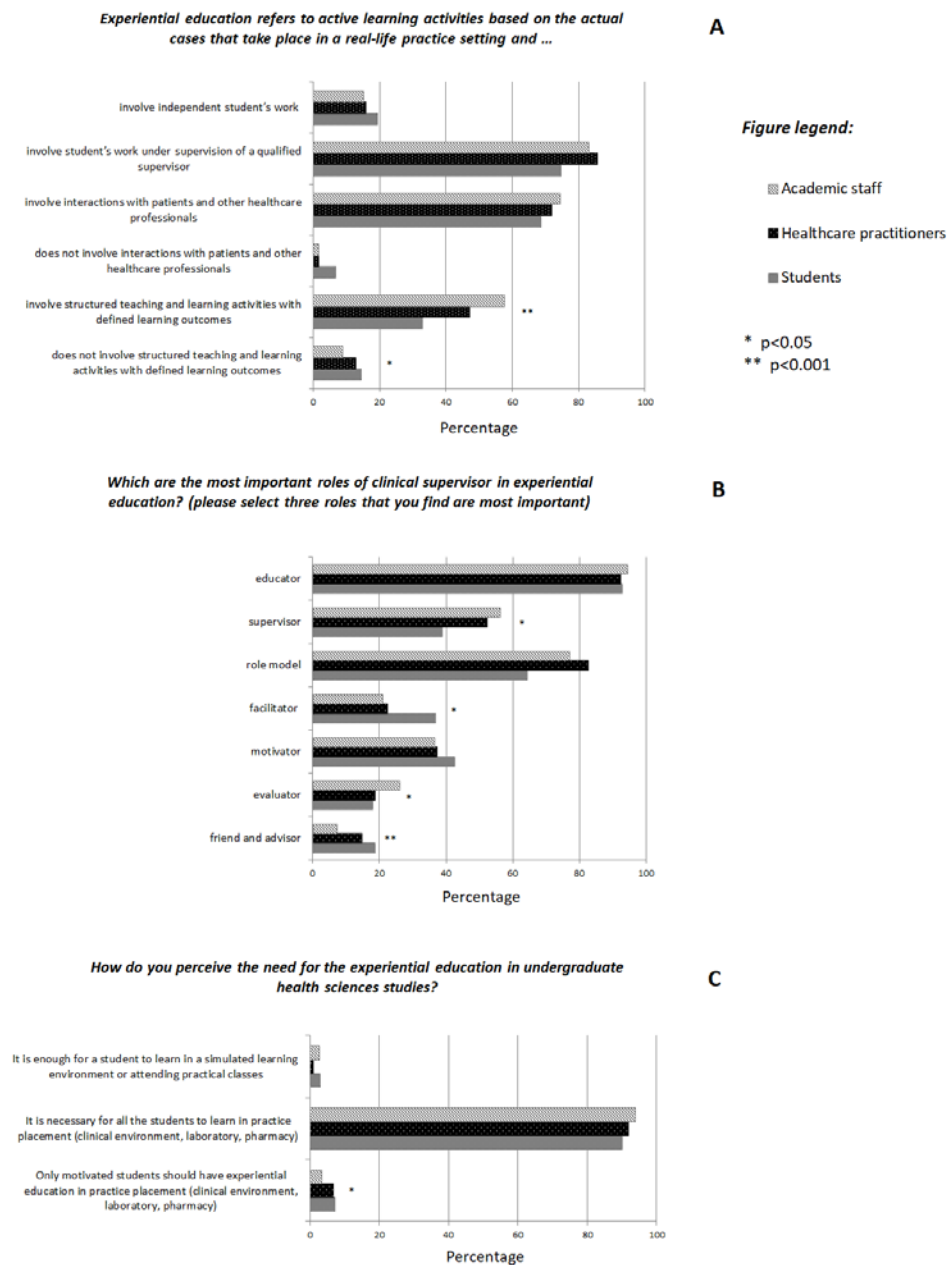 Experiential education refers to active learning activities based on the actual
cases that take place in a real-life practice setting and ...
A
involve independent student's work
involve student's work under supervision of a qualified
supervisor
involve interactions with patients and other healthcare
professionals
does not involve interactions with patients and other
healthcare professionals
involve structured teaching and learning activities with
defined learning outcomes
**
does not involve structured teaching and learning
activities with defined learning outcomes
*
0 20 40 60 80 100
Percentage
Figure legend:
Academic staff
Healthcare practitioners
Students
* p<0.05
** p<0.001
Which are the most important roles of clinical supervisor in experiential
education? (please select three roles that you find are most important)
B
educator
supervisor *
role model
facilitator *
motivator
evaluator *
friend and advisor **
0 20 40 60 80 100
Percentage
How do you perceive the need for the experiential education in undergraduate
health sciences studies?
C
It is enough for a student to learn in a simulated learning
environment or attending practical classes
It is necessary for all the students to learn in practice
placement (clinical environment, laboratory, pharmacy)
Only motivated students should have experiential
education in practice placement (clinical environment,
laboratory, pharmacy)
*
0 20 40 60 80 100
Percentage